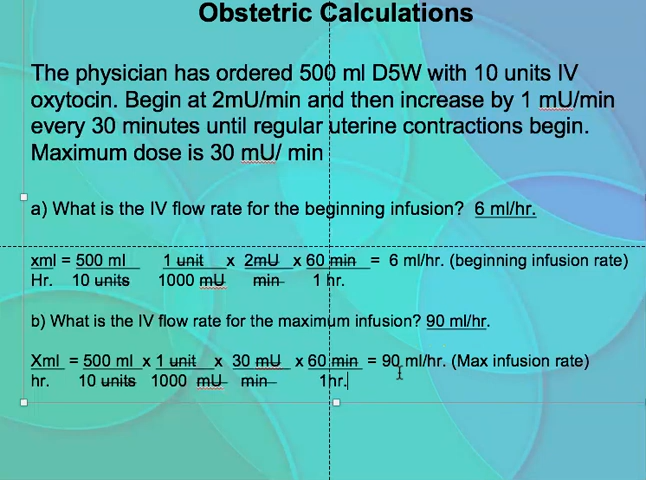 Obstetric Calculations
The physician has ordered 500 ml D5W with 10 units IV
oxytocin. Begin at 2mU/min and then increase by 1 mU/min
every 30 minutes until regular uterine contractions begin.
Maximum dose is 30 mU/ min
a) What is the IV flow rate for the beginning infusion? 6 ml/hr.
xml = 500 ml 1 unit x 2mU x 60 min = 6 ml/hr. (beginning infusion rate)
Hr. 10 units 1000 mU min 1 hr.
b) What is the IV flow rate for the maximum infusion? 90 ml/hr.
Xml = 500 ml x 1 unit x 30 mU x 60 min = 90 ml/hr. (Max infusion rate)
hr. 10 units 1000 mU min 1hr.